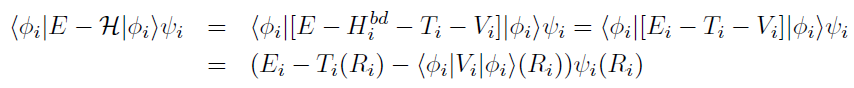 ⟨ϕ_i|E − ℋ|ϕ_i⟩ψ_i = ⟨ϕ_i|[E − H_i^{bd} − T_i − V_i]|ϕ_i⟩ψ_i = ⟨ϕ_i|[E_i − T_i − V_i]|ϕ_i⟩ψ_i
= (E_i − T_i(R_i) − ⟨ϕ_i|V_i|ϕ_i⟩(R_i))ψ_i(R_i)